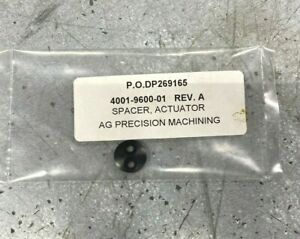 P.O.DP269165
4001-9600-01 REV. A
SPACER, ACTUATOR
AG PRECISION MACHINING